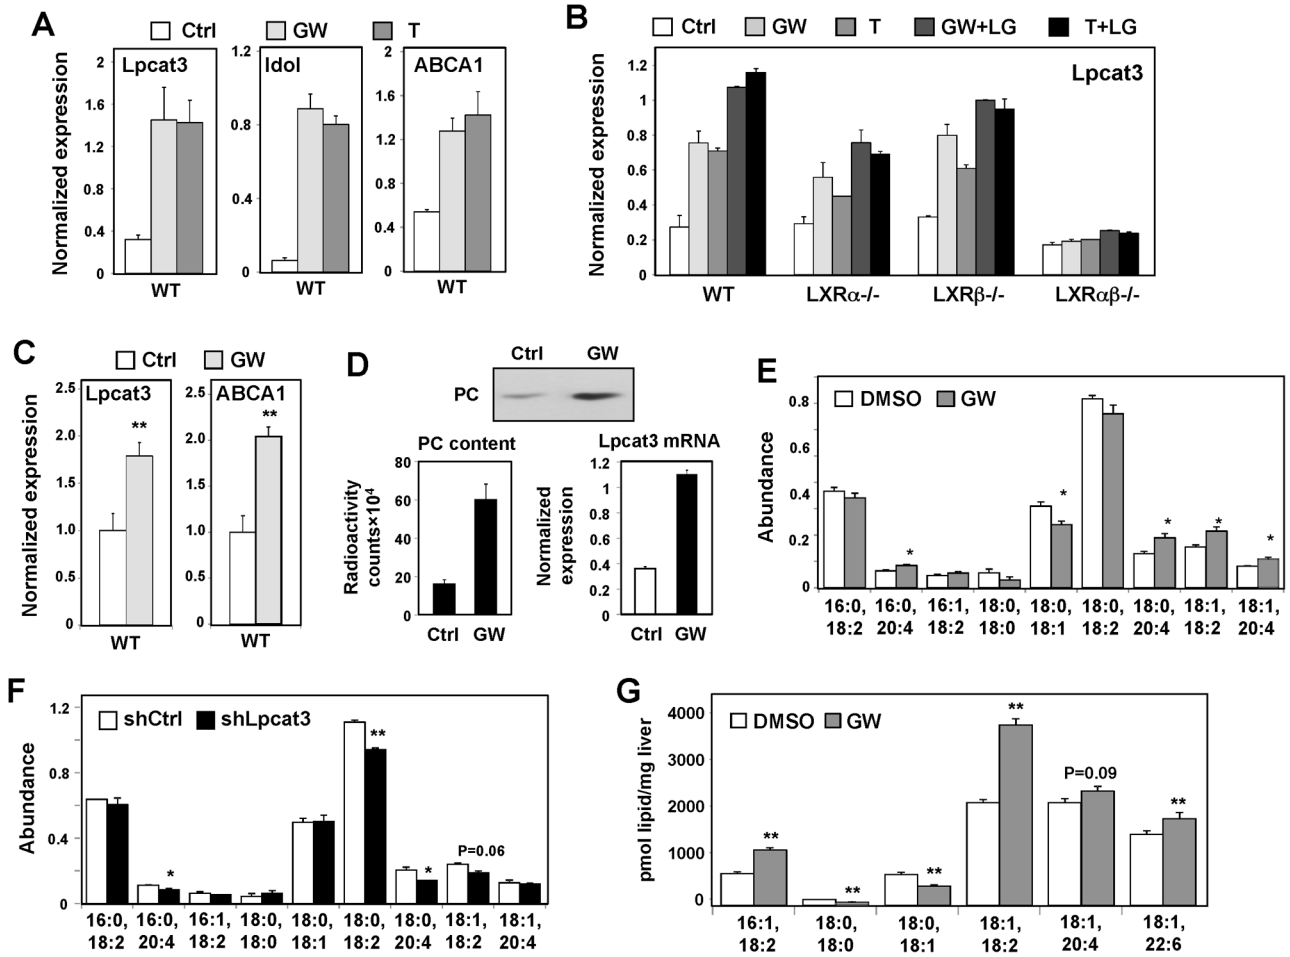 A
Ctrl GW T
Normalized expression
Lpcat3
2
1.6
1.2
0.8
0.4
0
WT
Idol
1.2
0.8
0.4
0
WT
ABCA1
2
1.6
1.2
0.8
0.4
0
WT
B
Ctrl GW T GW+LG T+LG
Normalized expression
Lpcat3
1.2
1
0.8
0.6
0.4
0.2
0
WT LXRα-/- LXRβ-/- LXRαβ-/-
C
Ctrl GW
Normalized expression
Lpcat3
2.5
2.0
1.5
1.0
0.5
0
**
WT
ABCA1
2.5
2.0
1.5
1.0
0.5
0
**
WT
D
Ctrl GW
PC
PC content
Radioactivity
counts×10⁴
80
60
40
20
0
Ctrl GW
Lpcat3 mRNA
Normalized
expression
1.2
1
0.8
0.6
0.4
0.2
0
Ctrl GW
E
DMSO GW
Abundance
0.8
0.6
0.4
0.2
0
* * * * *
16:0, 16:0, 16:1, 18:0, 18:0, 18:0, 18:0, 18:1, 18:1,
18:2 20:4 18:2 18:0 18:1 18:2 20:4 18:2 20:4
F
shCtrl shLpcat3
Abundance
1.2
0.8
0.4
0
* ** * P=0.06
16:0, 16:0, 16:1, 18:0, 18:0, 18:0, 18:0, 18:1, 18:1,
18:2 20:4 18:2 18:0 18:1 18:2 20:4 18:2 20:4
G
DMSO GW
pmol lipid/mg liver
4000
3000
2000
1000
0
** ** ** ** P=0.09 **
16:1, 18:0, 18:0, 18:1, 18:1, 18:1,
18:2 18:0 18:1 18:2 20:4 22:6